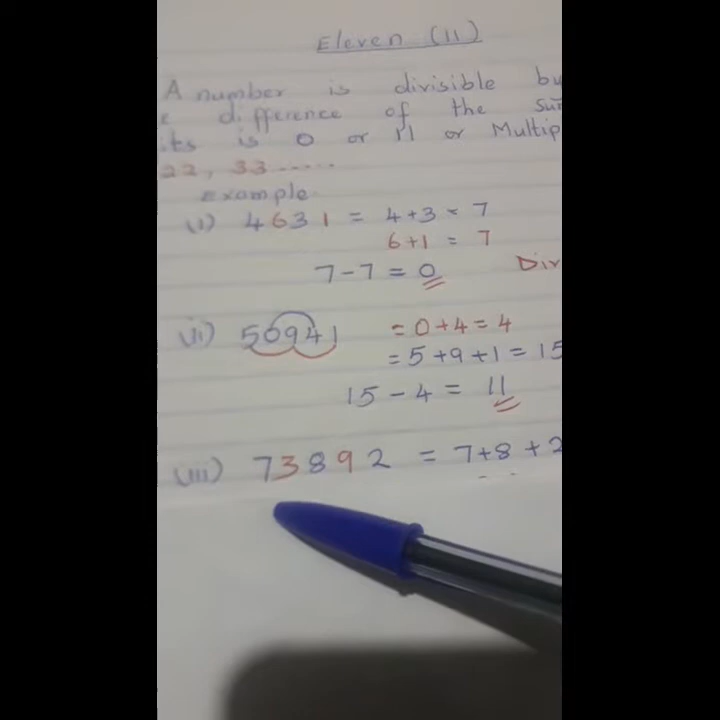 Eleven (11)
A number is divisible by
difference of the
its is 0 or 11 or
22, 33 ......
Example
(i) 4631 = 4+3 = 7
6+1 = 7
7-7 = 0
(ii) 50941 = 0+4 = 4
= 5+9+1 = 15
15 - 4 = 11
(iii) 73892 = 7+8+2